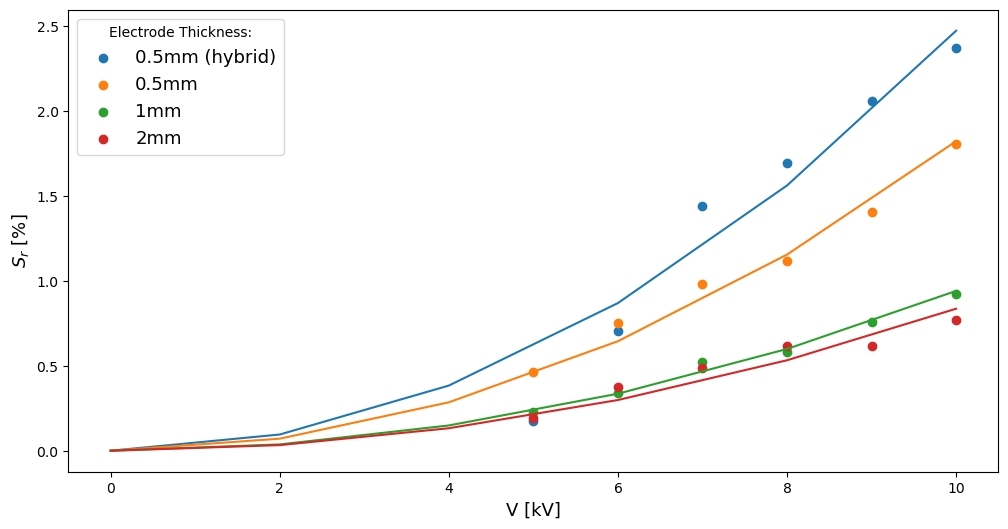 Electrode Thickness:
0.5mm (hybrid)
0.5mm
1mm
2mm
2.5
2.0
1.5
1.0
0.5
0.0
S_r [%]
0 2 4 6 8 10
V [kV]